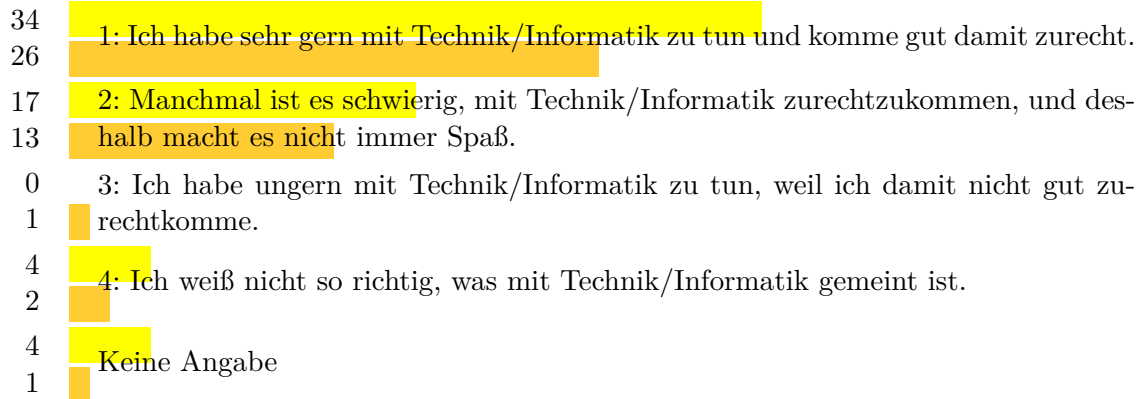 34
1: Ich habe sehr gern mit Technik/Informatik zu tun und komme gut damit zurecht.
26
17 2: Manchmal ist es schwierig, mit Technik/Informatik zurechtzukommen, und des-
13 halb macht es nicht immer Spaß.
0 3: Ich habe ungern mit Technik/Informatik zu tun, weil ich damit nicht gut zu-
1 rechtkomme.
4
4: Ich weiß nicht so richtig, was mit Technik/Informatik gemeint ist.
2
4
Keine Angabe
1